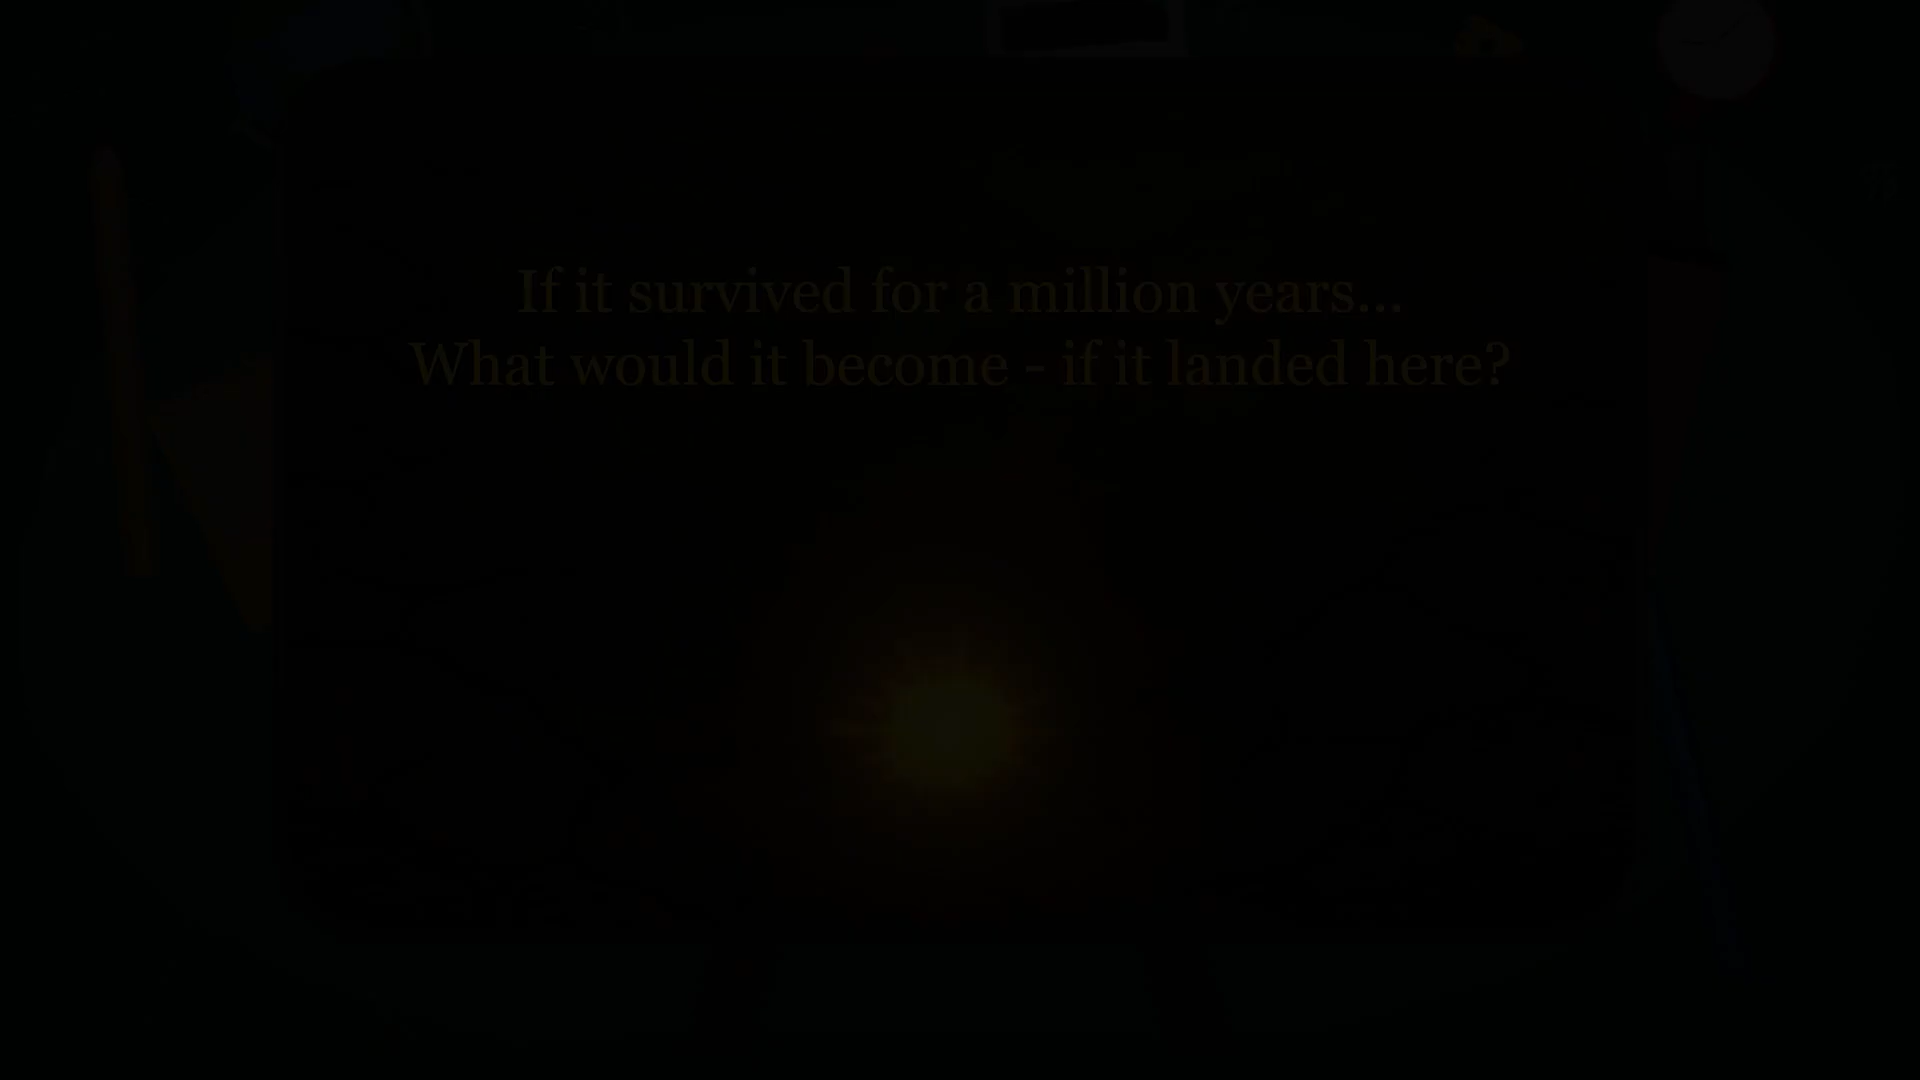 If it survived for a million years...
What would it become - if it landed here?